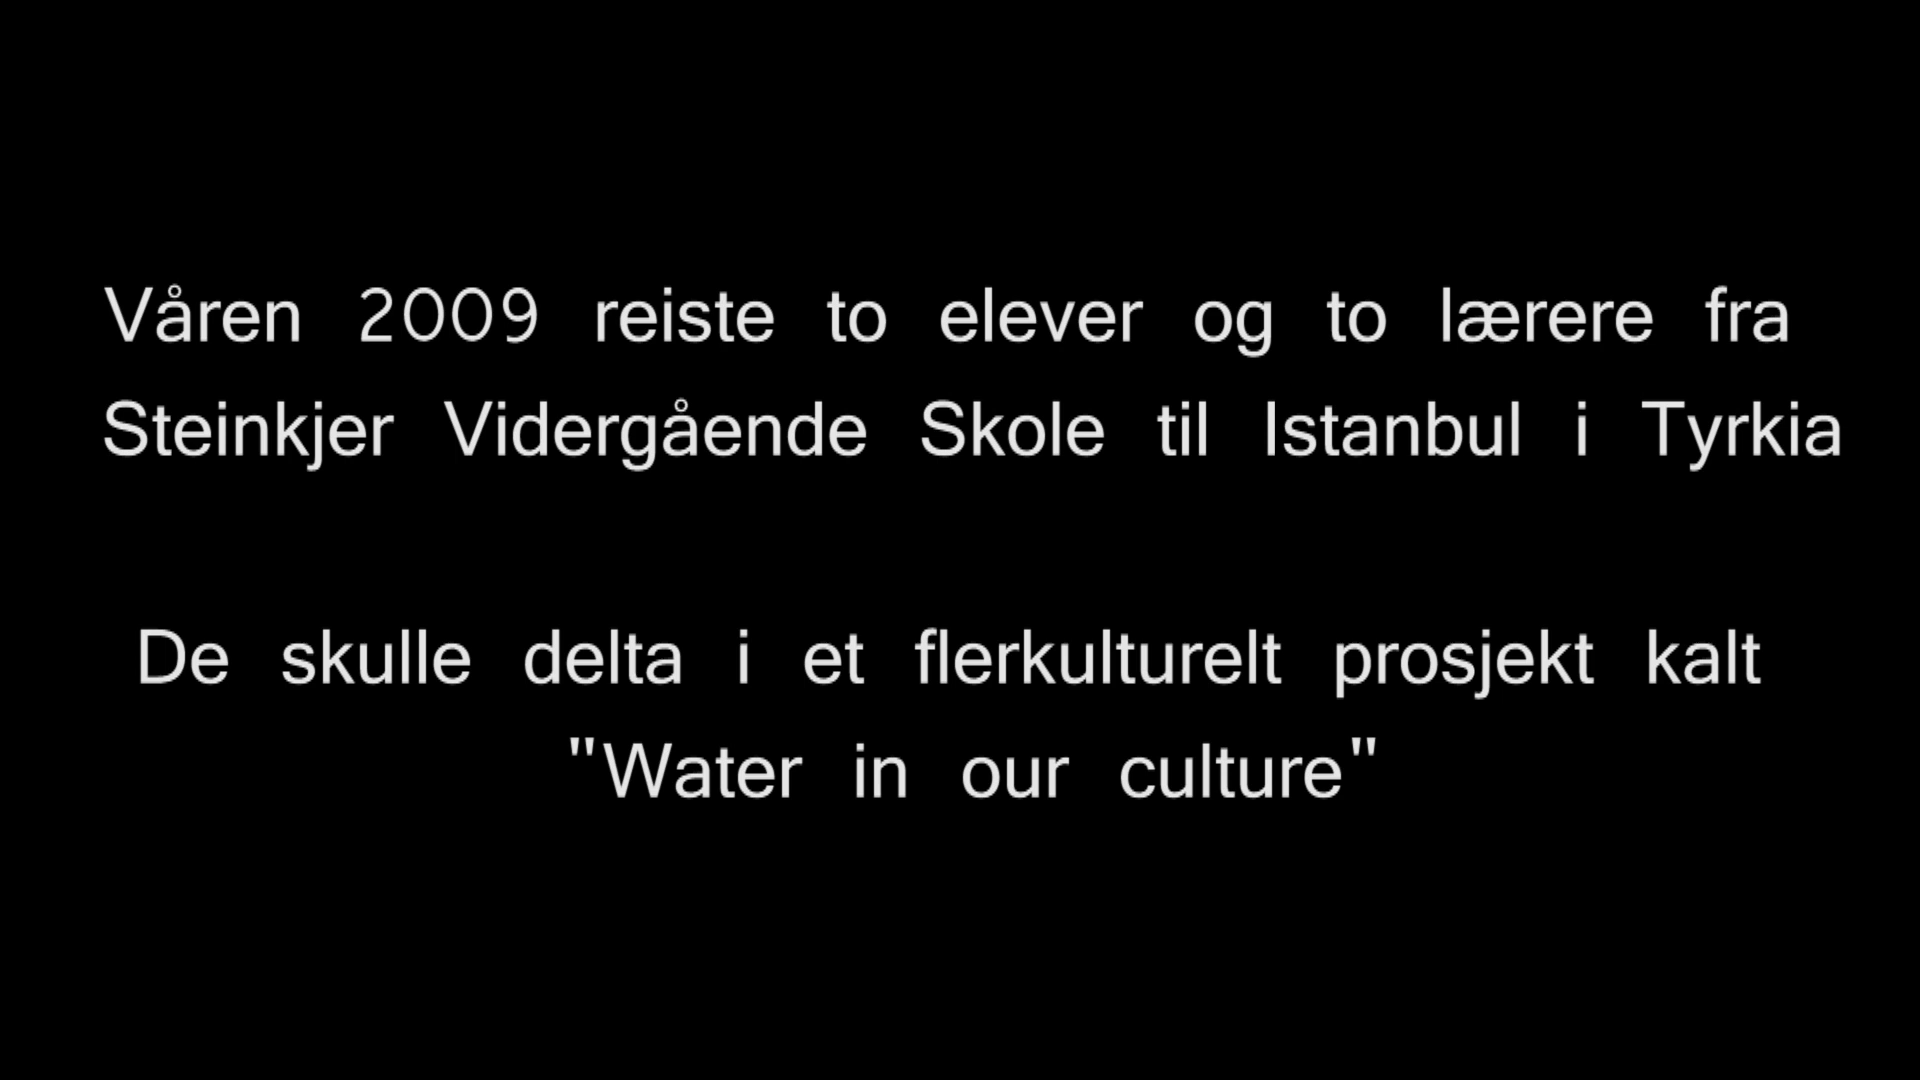 Våren 2009 reiste to elever og to lærere fra
Steinkjer Vidergående Skole til Istanbul i Tyrkia
De skulle delta i et flerkulturelt prosjekt kalt
"Water in our culture"